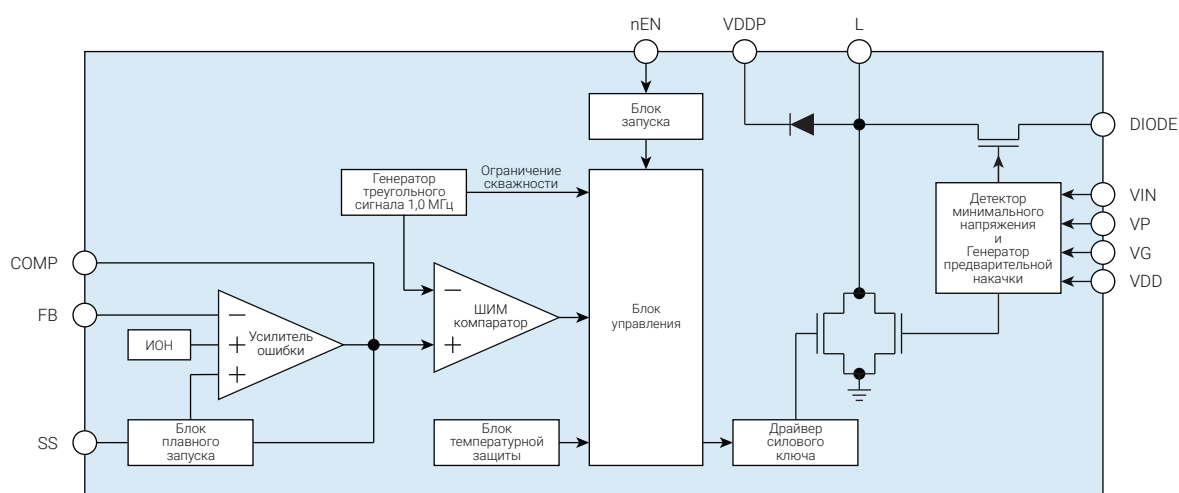 nEN
VDDP
L
Блок
запуска
DIODE
Генератор
треугольного
сигнала 1,0 МГц
Ограничение
скважности
Детектор
минимального
напряжения
и
Генератор
предварительной
накачки
VIN
VP
VG
VDD
COMP
FB
SS
ИОН
−
+
+
Усилитель
ошибки
−
+
ШИМ
компаратор
Блок
управления
Блок
плавного
запуска
Блок
температурной
защиты
Драйвер
силового
ключа